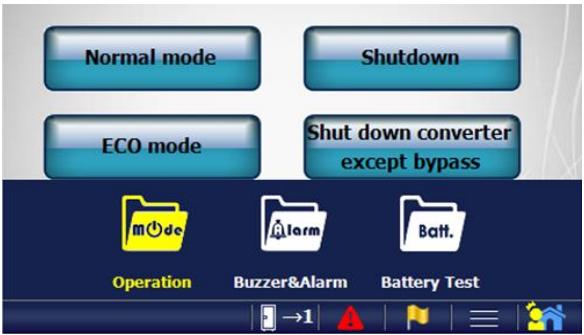 Normal mode
Shutdown
ECO mode
Shut down converter
except bypass
mode
Alarm
Batt.
Operation
Buzzer&Alarm
Battery Test
→1